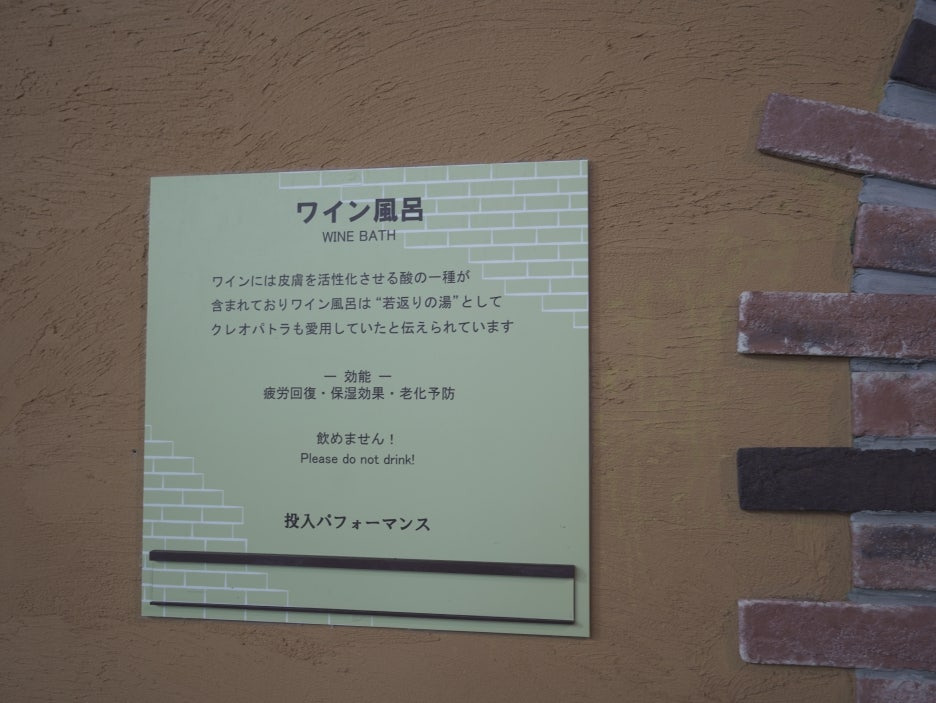 ワイン風呂
WINE BATH
ワインには皮膚を活性化させる酸の一種が
含まれておりワイン風呂は“若返りの湯”として
クレオパトラも愛用していたと伝えられています
― 効能 ―
疲労回復・保湿効果・老化予防
飲めません！
Please do not drink!
投入パフォーマンス